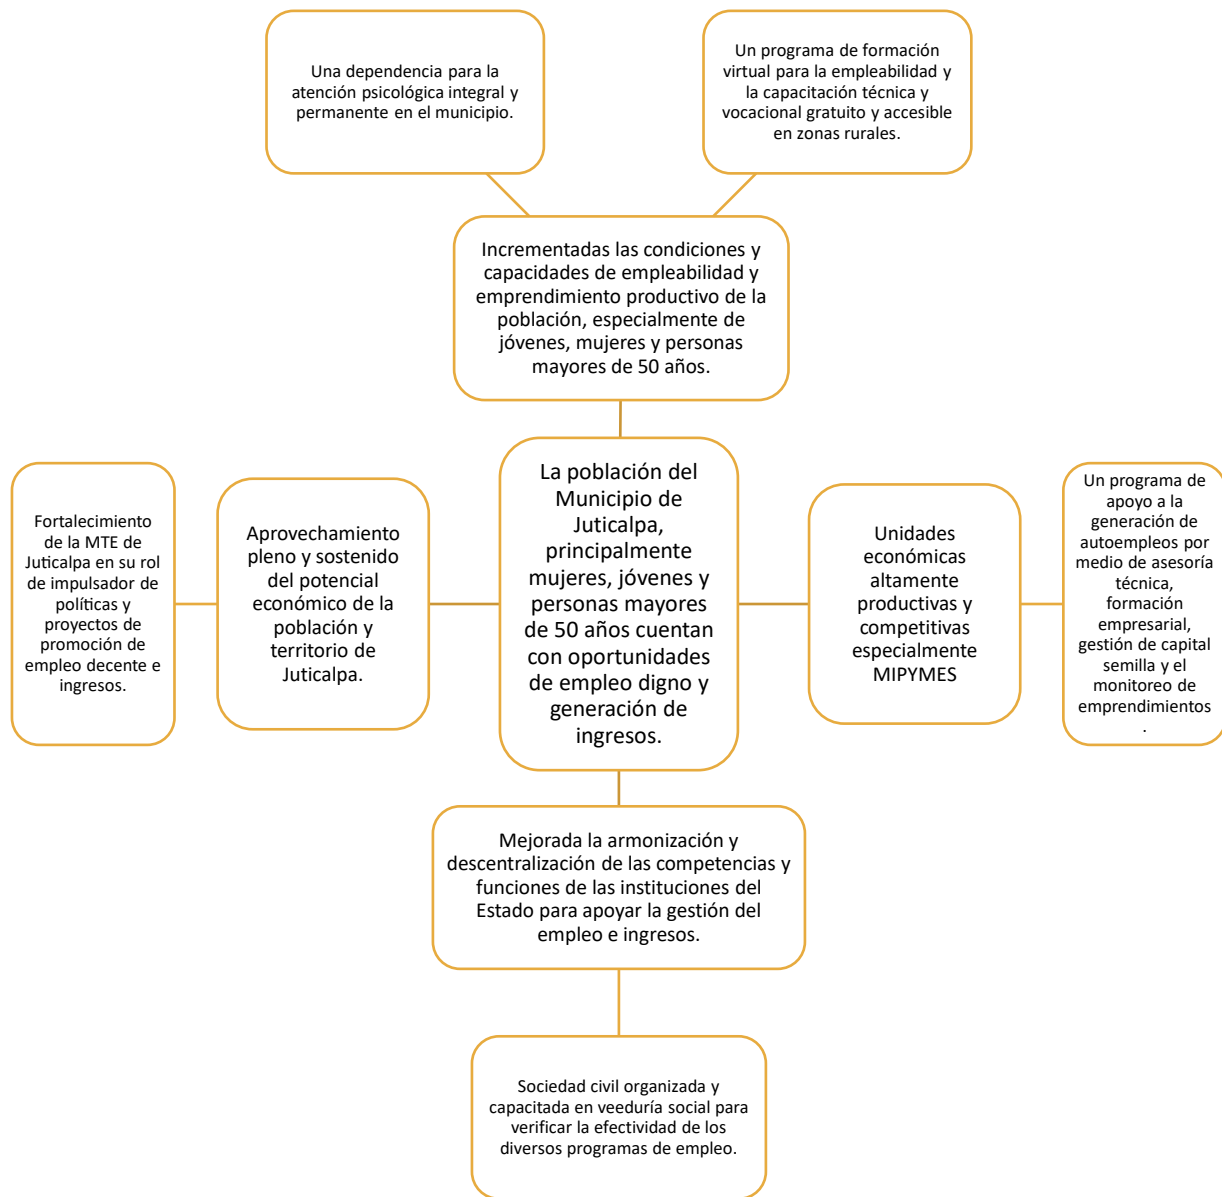 Una dependencia para la
atención psicológica integral y
permanente en el municipio.
Un programa de formación
virtual para la empleabilidad y
la capacitación técnica y
vocacional gratuito y accesible
en zonas rurales.
Incrementadas las condiciones y
capacidades de empleabilidad y
emprendimiento productivo de la
población, especialmente de
jóvenes, mujeres y personas
mayores de 50 años.
Fortalecimiento
de la MTE de
Juticalpa en su rol
de impulsador de
políticas y
proyectos de
promoción de
empleo decente e
ingresos.
Aprovechamiento
pleno y sostenido
del potencial
económico de la
población y
territorio de
Juticalpa.
La población del
Municipio de
Juticalpa,
principalmente
mujeres, jóvenes y
personas mayores
de 50 años cuentan
con oportunidades
de empleo digno y
generación de
ingresos.
Unidades
económicas
altamente
productivas y
competitivas
especialmente
MIPYMES
Un programa de
apoyo a la
generación de
autoempleos por
medio de asesoría
técnica,
formación
empresarial,
gestión de capital
semilla y el
monitoreo de
emprendimientos
.
Mejorada la armonización y
descentralización de las competencias y
funciones de las instituciones del
Estado para apoyar la gestión del
empleo e ingresos.
Sociedad civil organizada y
capacitada en veeduría social para
verificar la efectividad de los
diversos programas de empleo.